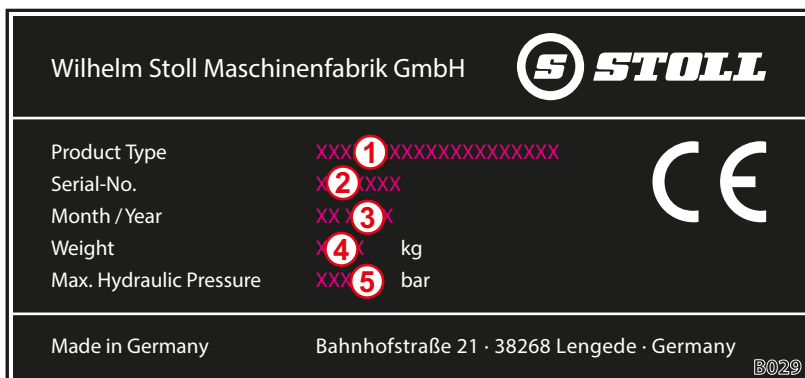 Wilhelm Stoll Maschinenfabrik GmbH
S STOLL
Product Type XXX 1 XXXXXXXXXXXXXX
Serial-No. X 2 XXXX
Month / Year XX X 3 X
Weight X 4 X kg
Max. Hydraulic Pressure XXX 5 bar
CE
Made in Germany Bahnhofstraße 21 · 38268 Lengede · Germany
B029